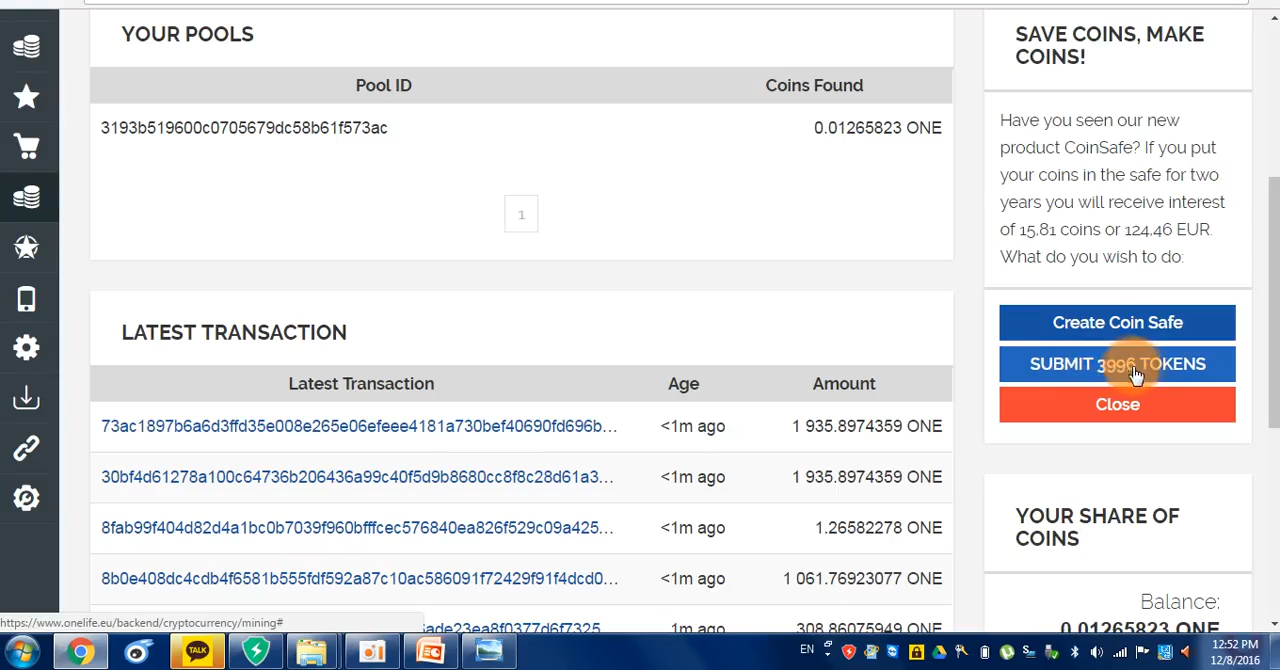 YOUR POOLS
Pool ID Coins Found
3193b519600c0705679dc58b61f573ac 0.01265823 ONE
1
LATEST TRANSACTION
Latest Transaction Age Amount
73ac1897b6a6d3ffd35e008e265e06efeee4181a730bef40690fd696b... <1m ago 1 935.8974359 ONE
30bf4d61278a100c64736b206436a99c40f5d9b8680cc8f8c28d61a3... <1m ago 1 935.8974359 ONE
8fab99f404d82d4a1bc0b7039f960bfffcec576840ea826f529c09a425... <1m ago 1.26582278 ONE
8b0e408dc4cdb4f6581b555fdf592a87c10ac586091f72429f91f4dcd0... <1m ago 1 061.76923077 ONE
1m ago 308.86075949 ONE
SAVE COINS, MAKE
COINS!
Have you seen our new
product CoinSafe? If you put
your coins in the safe for two
years you will receive interest
of 15.81 coins or 124.46 EUR.
What do you wish to do:
Create Coin Safe
SUBMIT 3996 TOKENS
Close
YOUR SHARE OF
COINS
Balance:
0.01265823 ONE
https://www.onelife.eu/backend/cryptocurrency/mining#
TALK
EN
12:52 PM
12/8/2016